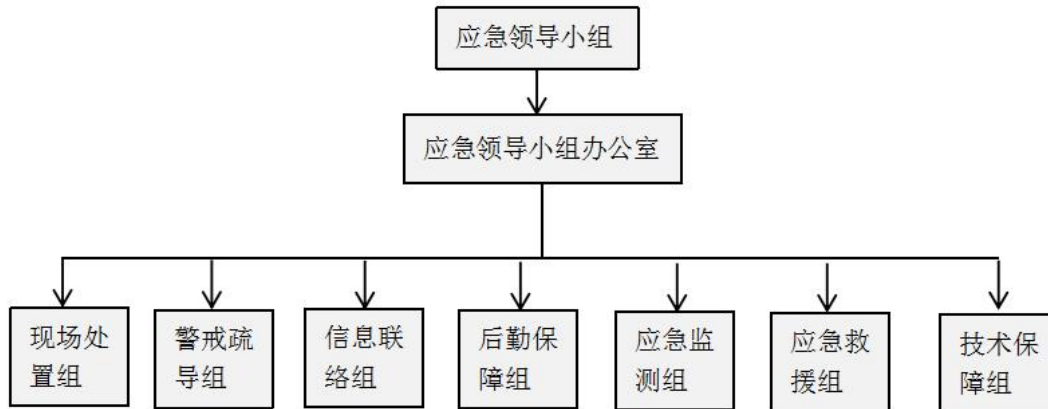 应急领导小组
应急领导小组办公室
现场处
置组
警戒疏
导组
信息联
络组
后勤保
障组
应急监
测组
应急救
援组
技术保
障组